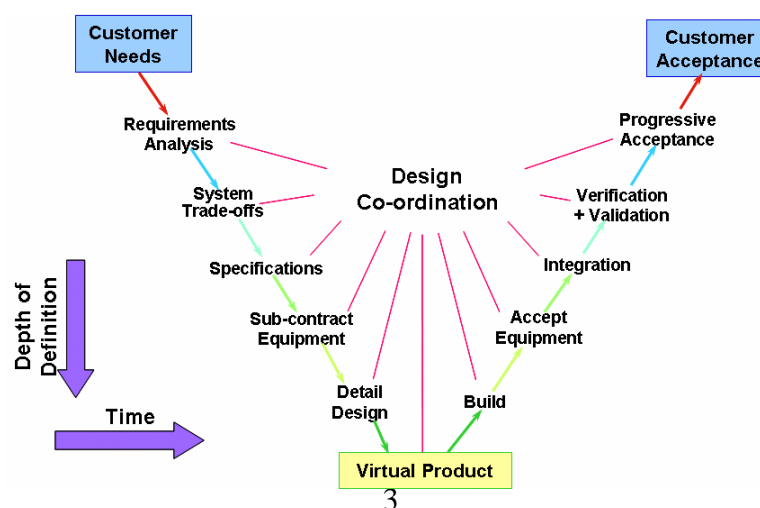 Customer
Needs
Customer
Acceptance
Requirements
Analysis
Progressive
Acceptance
Design
Co-ordination
System
Trade-offs
Verification
+ Validation
Specifications
Integration
Sub-contract
Equipment
Accept
Equipment
Depth of
Definition
Detail
Design
Build
Time
Virtual Product
3